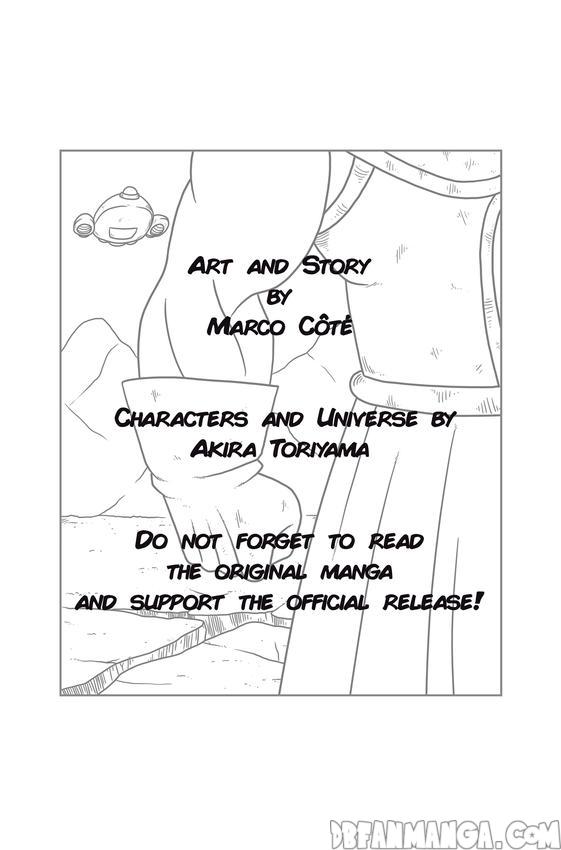 Art and Story
by
Marco Côté
Characters and Universe by
Akira Toriyama
Do not forget to read
the original manga
and support the official release!
DBFANMANGA.COM